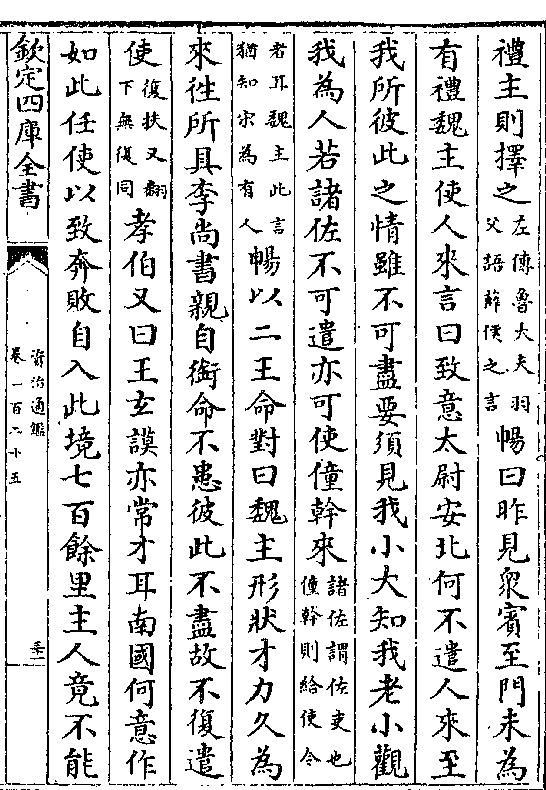 禮主則擇之左傳魯大夫羽父語薛侯之言暢曰昨見衆賓至門未為
有禮魏主使人來言曰致意太尉安北何不遣人來至
我所彼此之情雖不可盡要須見我小大知我老小觀
我為人若諸佐不可遣亦可使僮幹來諸佐謂佐吏也僮幹則給使令
者耳魏主此言猶知宋為有人暢以二王命對曰魏主形狀才力久為
來往所具李尚書親自銜命不患彼此不盡故不復遣
使復扶又翻下無復同孝伯又曰王玄謨亦常才耳南國何意作
如此任使以致奔敗自入此境七百餘里主人竟不能
欽定四庫全書
資治通鑑
卷一百二十五